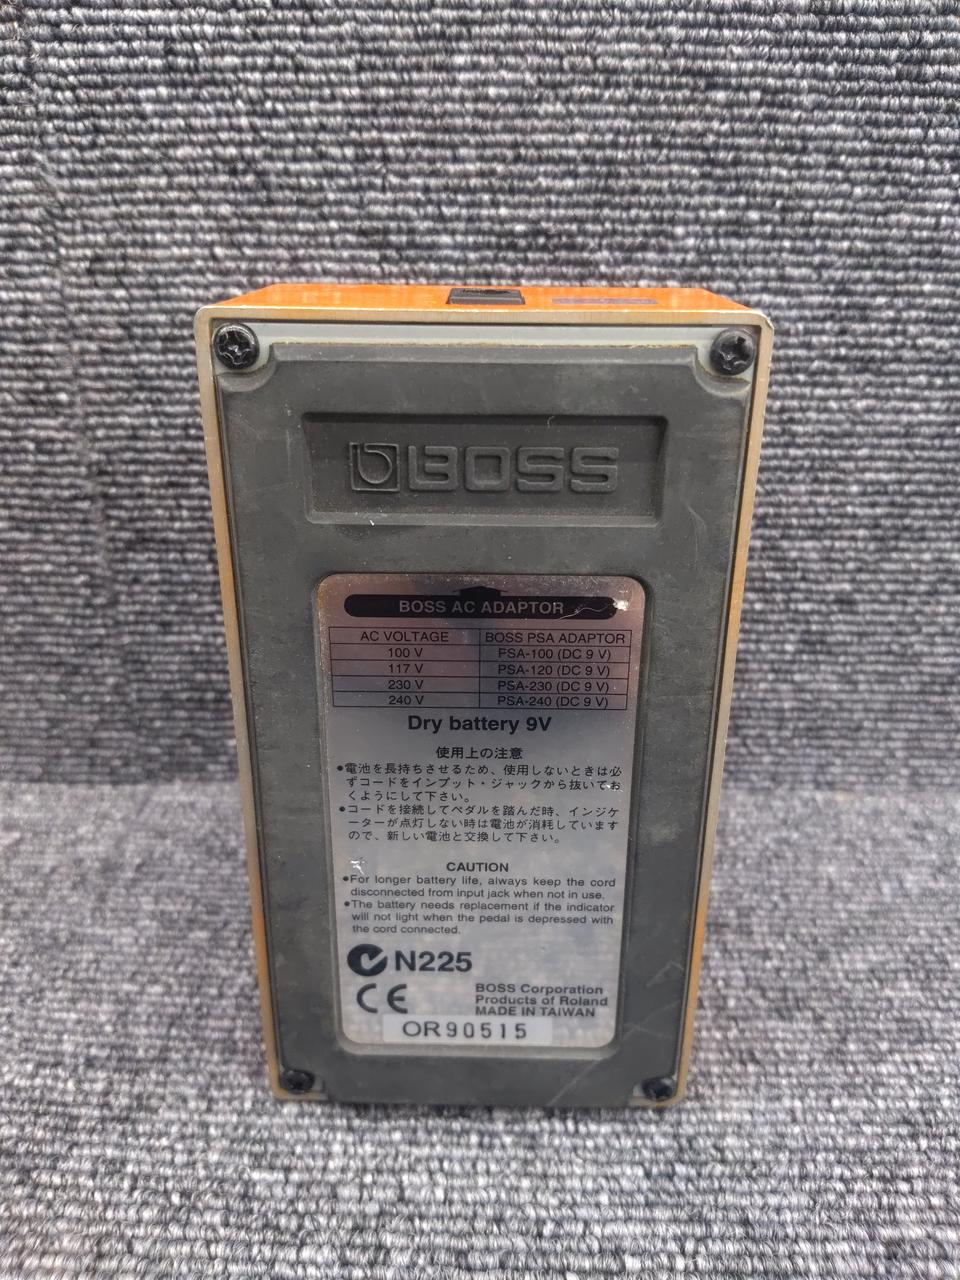 BOSS
BOSS AC ADAPTOR
AC VOLTAGE BOSS PSA ADAPTOR
100 V PSA-100 (DC 9 V)
117 V PSA-120 (DC 9 V)
230 V PSA-230 (DC 9 V)
240 V PSA-240 (DC 9 V)
Dry battery 9V
使用上の注意
●電池を長持ちさせるため、使用しないときは必
ずコードをインプット・ジャックから抜いてお
くようにして下さい。
●コードを接続してペダルを踏んだ時、インジケ
ーターが点灯しない時は電池が消耗しています
ので、新しい電池と交換して下さい。
CAUTION
●For longer battery life, always keep the cord
disconnected from input jack when not in use.
●The battery needs replacement if the indicator
will not light when the pedal is depressed with
the cord connected.
N225
CE
BOSS Corporation
Products of Roland
MADE IN TAIWAN
OR90515